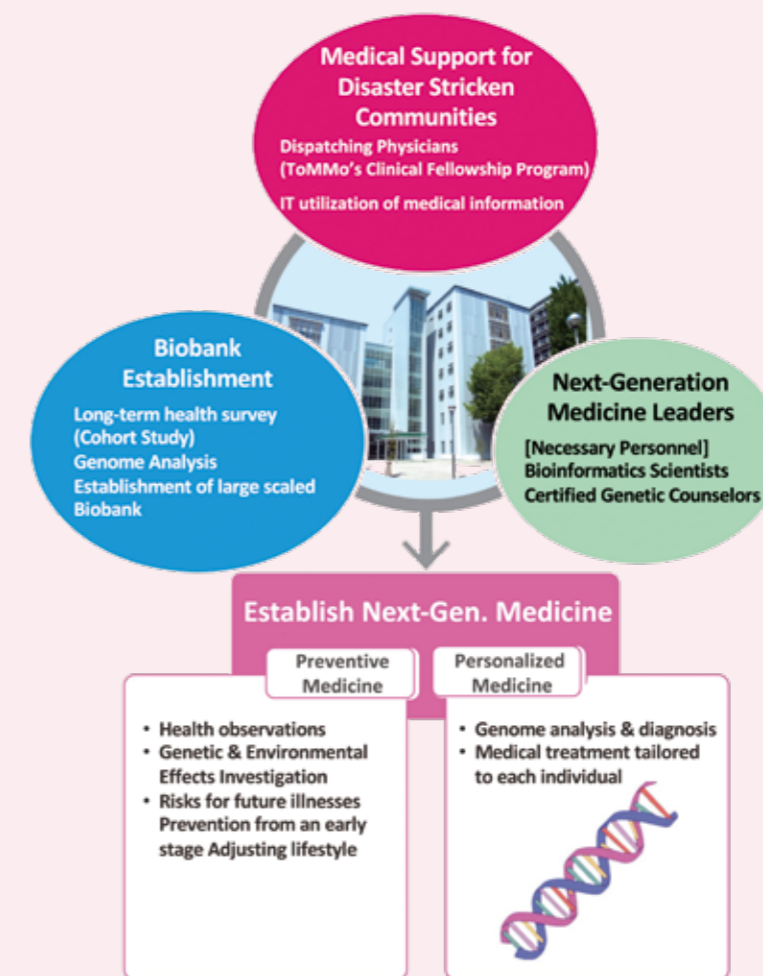 Medical Support for
Disaster Stricken
Communities
Dispatching Physicians
(ToMMo's Clinical Fellowship Program)
IT utilization of medical information
Biobank
Establishment
Long-term health survey
(Cohort Study)
Genome Analysis
Establishment of large scaled
Biobank
Next-Generation
Medicine Leaders
[Necessary Personnel]
Bioinformatics Scientists
Certified Genetic Counselors
Establish Next-Gen. Medicine
Preventive
Medicine
• Health observations
• Genetic & Environmental
Effects Investigation
• Risks for future illnesses
Prevention from an early
stage Adjusting lifestyle
Personalized
Medicine
• Genome analysis & diagnosis
• Medical treatment tailored
to each individual